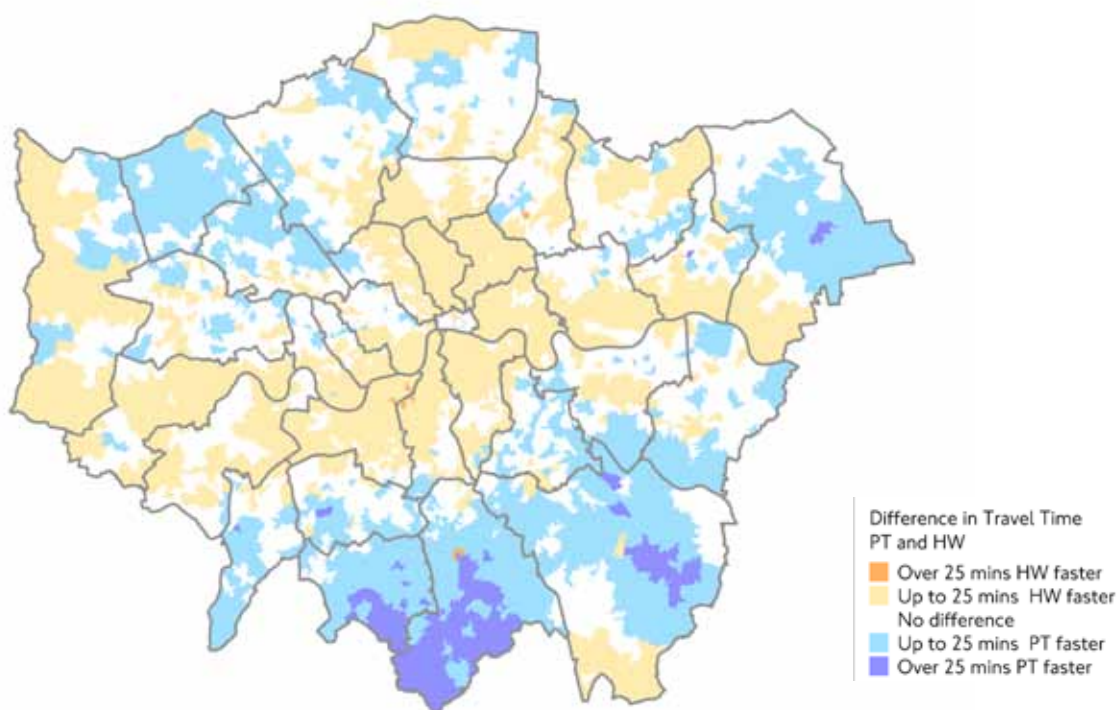 Difference in Travel Time
PT and HW
Over 25 mins HW faster
Up to 25 mins HW faster
No difference
Up to 25 mins PT faster
Over 25 mins PT faster